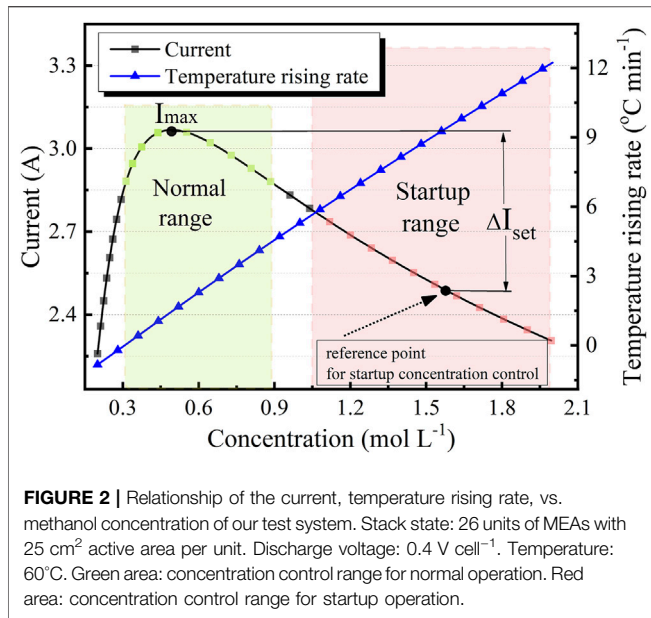 Current
Temperature rising rate
Imax
Normal
range
Startup
range
ΔIset
reference point
for startup concentration control
3.3
3.0
2.7
2.4
Current (A)
12
9
6
3
0
Temperature rising rate (°C min⁻¹)
0.3 0.6 0.9 1.2 1.5 1.8 2.1
Concentration (mol L⁻¹)
FIGURE 2 | Relationship of the current, temperature rising rate, vs.
methanol concentration of our test system. Stack state: 26 units of MEAs with
25 cm² active area per unit. Discharge voltage: 0.4 V cell⁻¹. Temperature:
60°C. Green area: concentration control range for normal operation. Red
area: concentration control range for startup operation.